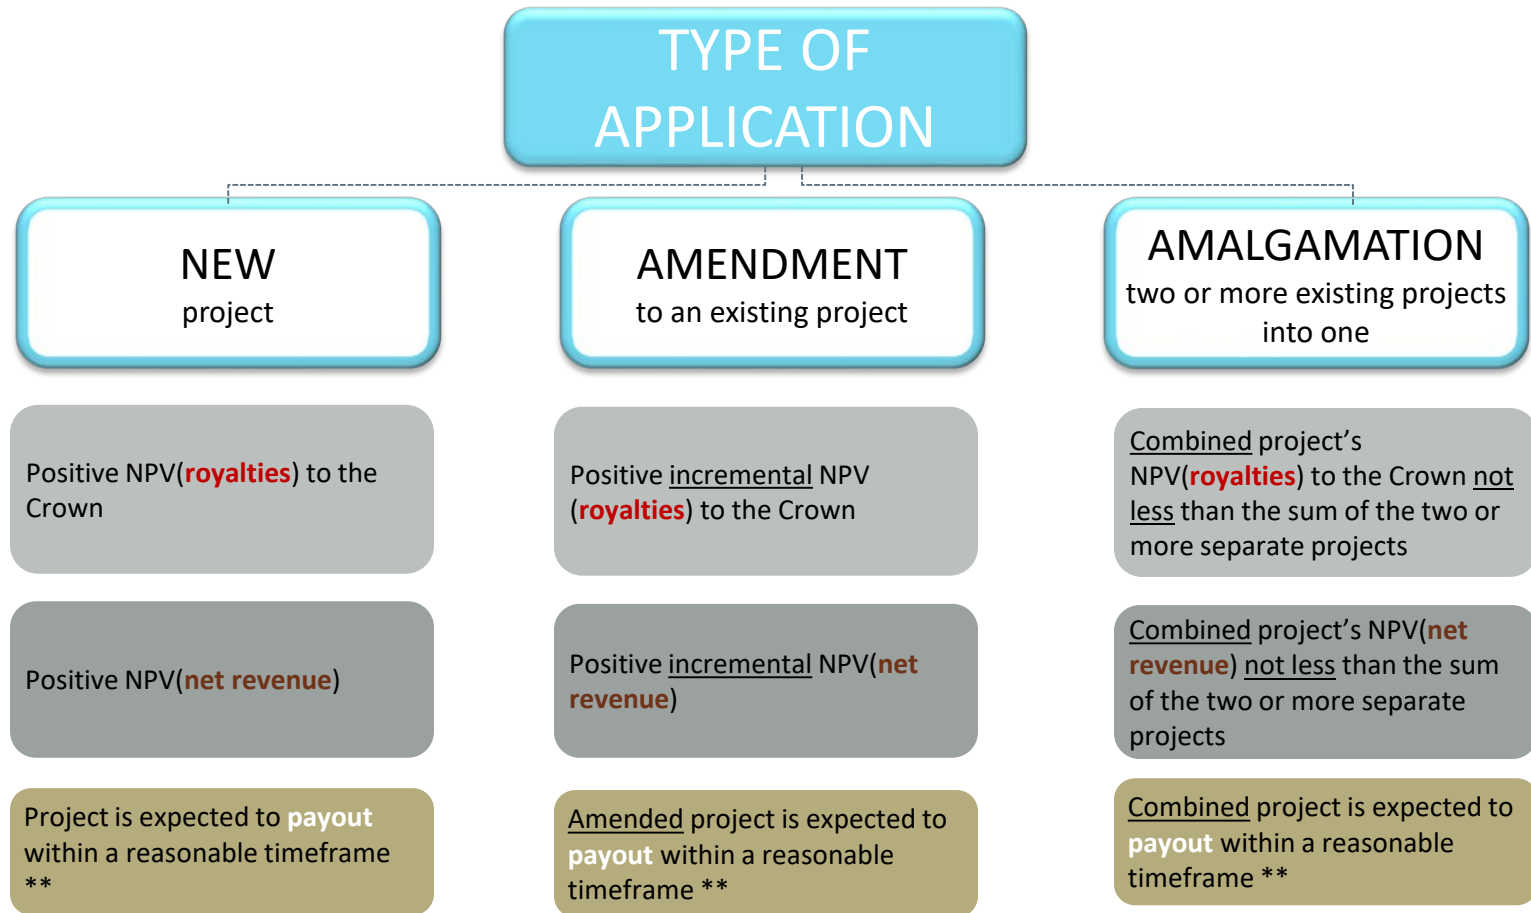 TYPE OF
APPLICATION
NEW
project
AMENDMENT
to an existing project
AMALGAMATION
two or more existing projects
into one
Positive NPV(royalties) to the
Crown
Positive incremental NPV
(royalties) to the Crown
Combined project’s
NPV(royalties) to the Crown not
less than the sum of the two or
more separate projects
Positive NPV(net revenue)
Positive incremental NPV(net
revenue)
Combined project’s NPV(net
revenue) not less than the sum
of the two or more separate
projects
Project is expected to payout
within a reasonable timeframe
**
Amended project is expected to
payout within a reasonable
timeframe **
Combined project is expected to
payout within a reasonable
timeframe **